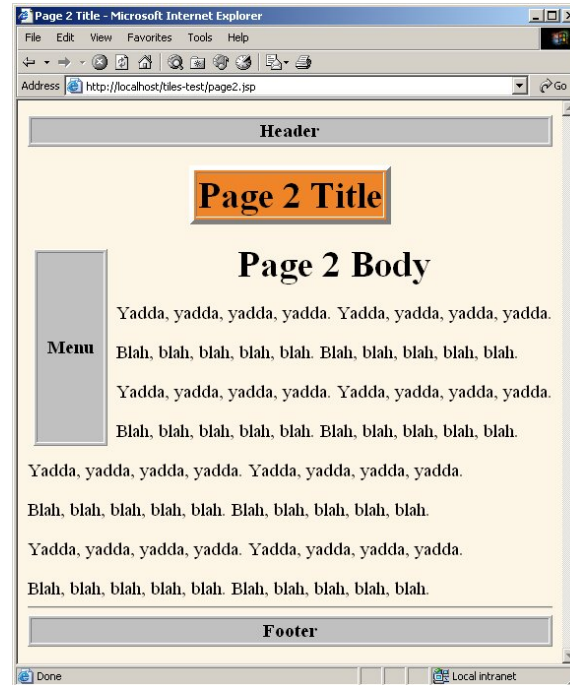 Page 2 Title - Microsoft Internet Explorer
File Edit View Favorites Tools Help
Address http://localhost/tiles-test/page2.jsp Go
Header
Page 2 Title
Page 2 Body
Yadda, yadda, yadda, yadda. Yadda, yadda, yadda, yadda.
Blah, blah, blah, blah, blah. Blah, blah, blah, blah, blah.
Menu
Yadda, yadda, yadda, yadda. Yadda, yadda, yadda, yadda.
Blah, blah, blah, blah, blah. Blah, blah, blah, blah, blah.
Yadda, yadda, yadda, yadda. Yadda, yadda, yadda, yadda.
Blah, blah, blah, blah, blah. Blah, blah, blah, blah, blah.
Yadda, yadda, yadda, yadda. Yadda, yadda, yadda, yadda.
Blah, blah, blah, blah, blah. Blah, blah, blah, blah, blah.
Footer
Done Local intranet